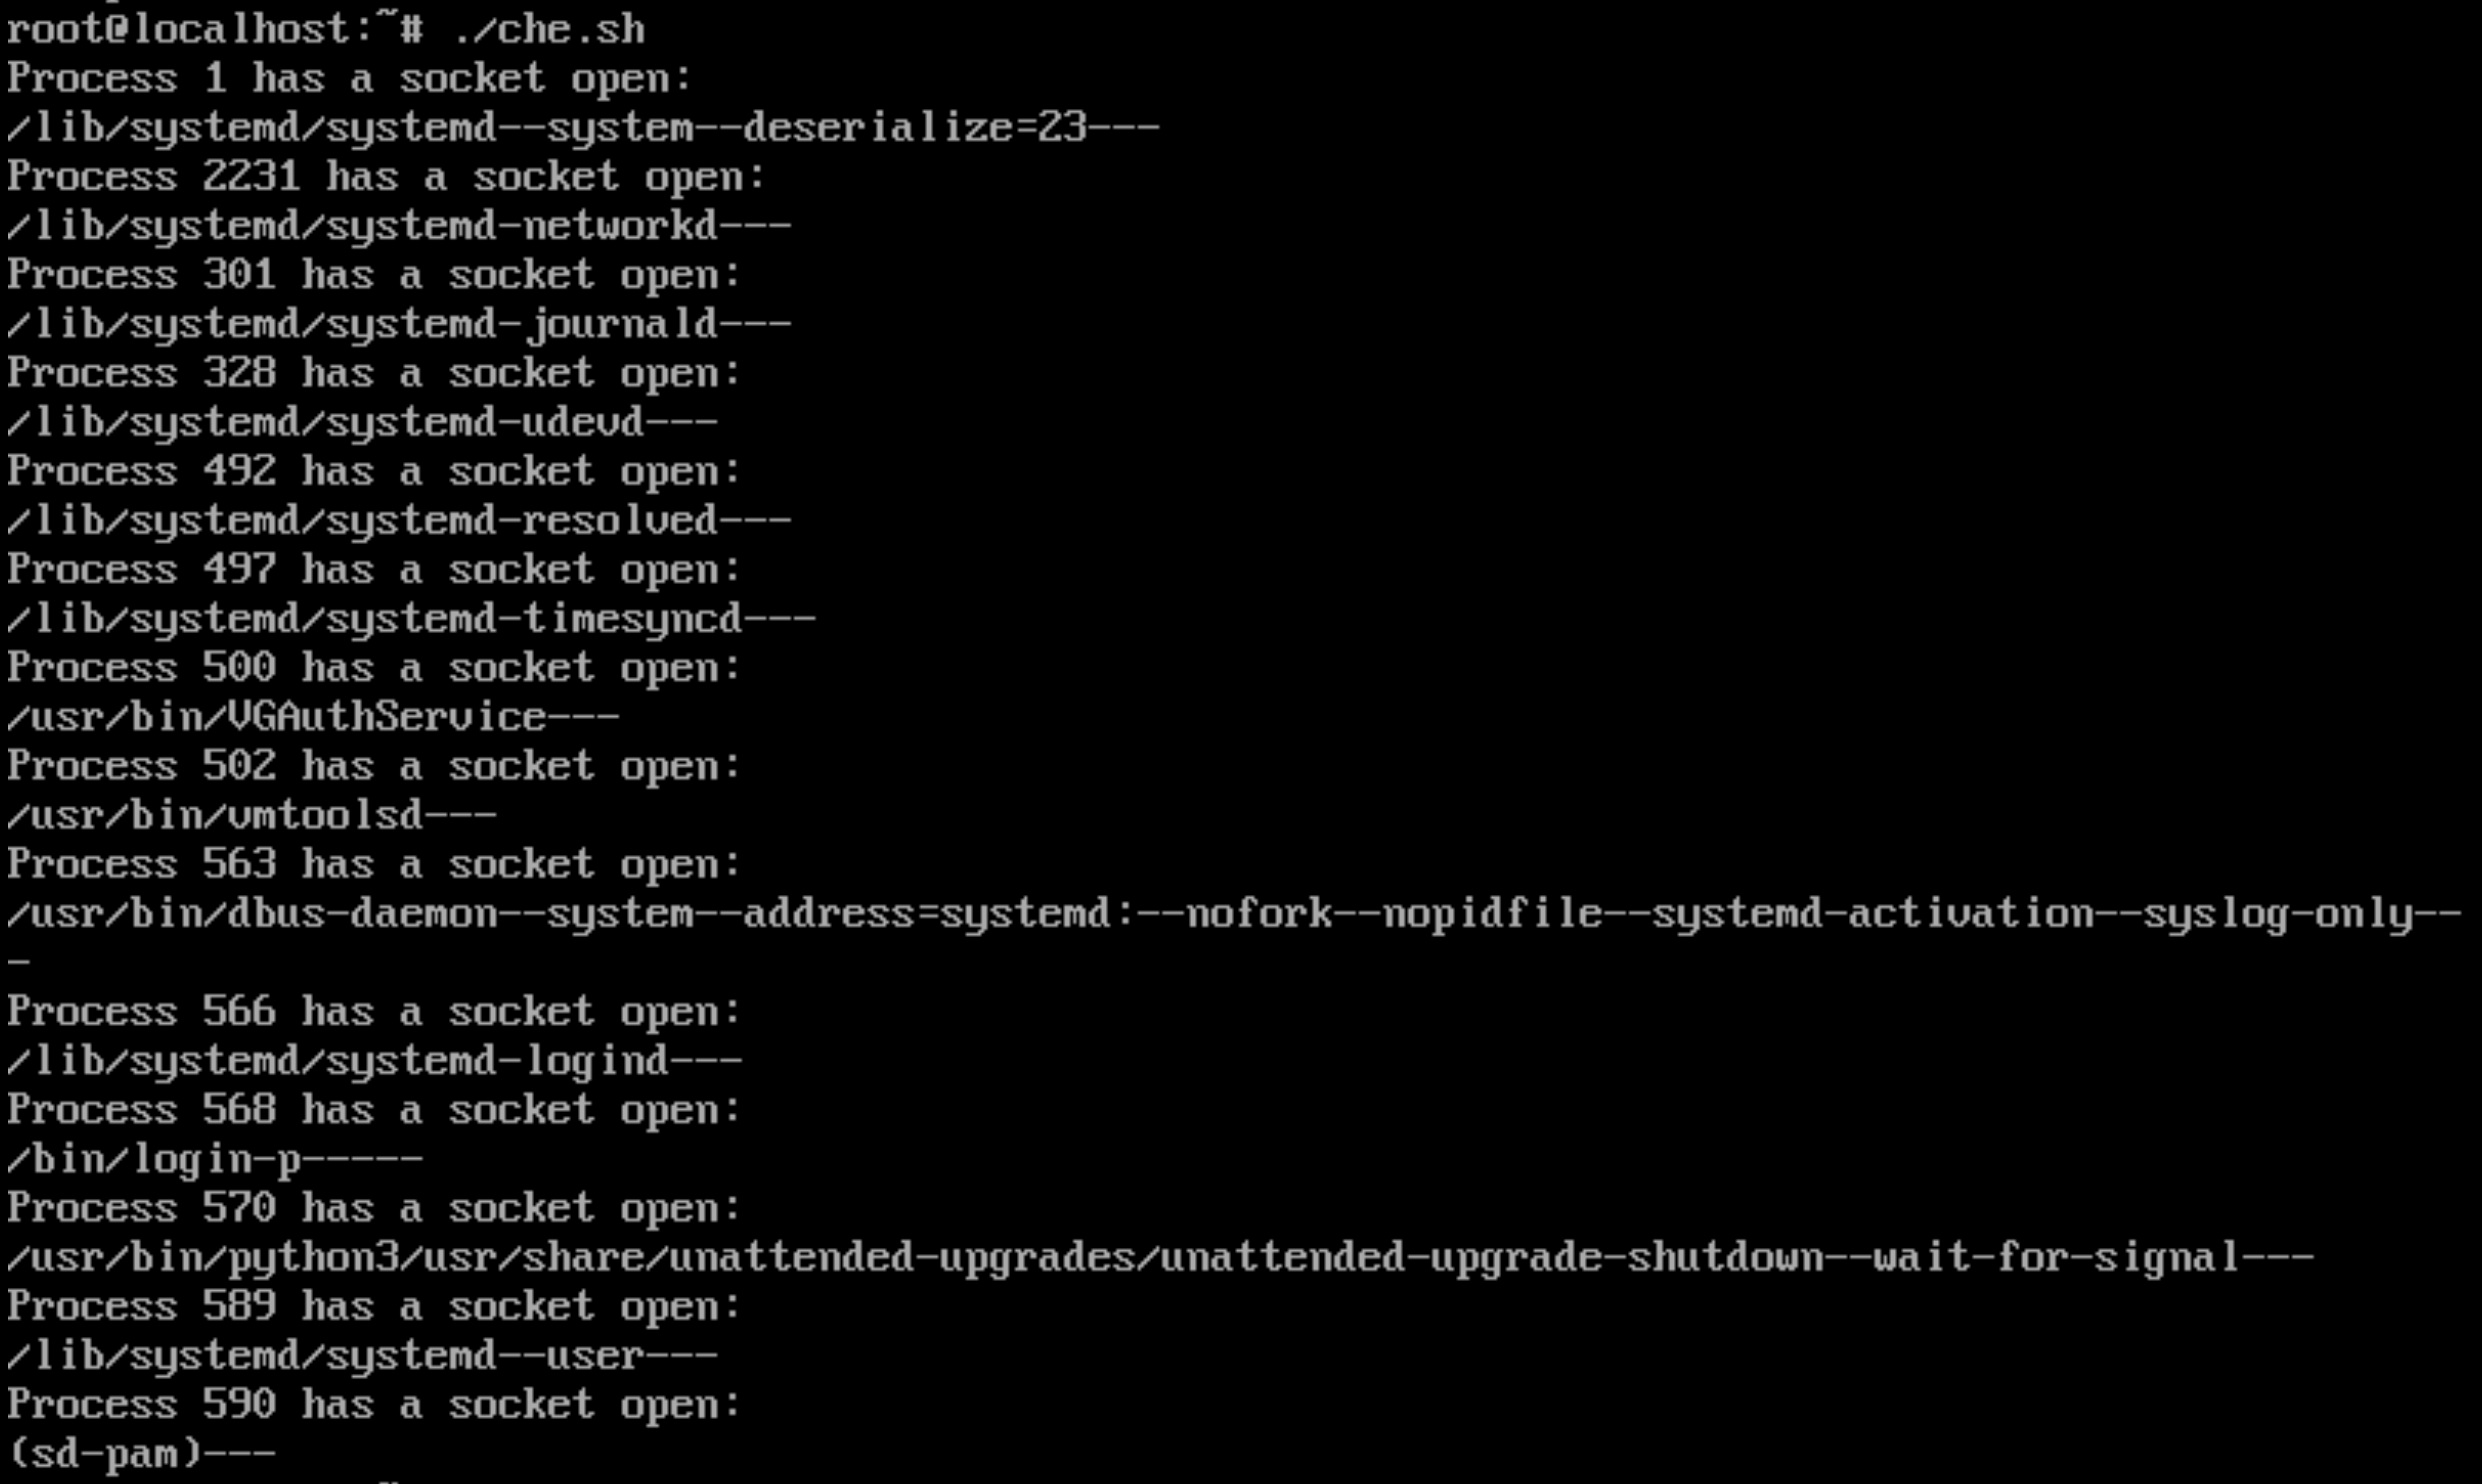 root@localhost:~# ./che.sh
Process 1 has a socket open:
/lib/systemd/systemd--system--deserialize=23---
Process 2231 has a socket open:
/lib/systemd/systemd-networkd---
Process 301 has a socket open:
/lib/systemd/systemd-journald---
Process 328 has a socket open:
/lib/systemd/systemd-udevd---
Process 492 has a socket open:
/lib/systemd/systemd-resolved---
Process 497 has a socket open:
/lib/systemd/systemd-timesyncd---
Process 500 has a socket open:
/usr/bin/VGAuthService---
Process 502 has a socket open:
/usr/bin/vmtoolsd---
Process 563 has a socket open:
/usr/bin/dbus-daemon--system--address=systemd:--nofork--nopidfile--systemd-activation--syslog-only--
-
Process 566 has a socket open:
/lib/systemd/systemd-logind---
Process 568 has a socket open:
/bin/login-p-----
Process 570 has a socket open:
/usr/bin/python3/usr/share/unattended-upgrades/unattended-upgrade-shutdown--wait-for-signal---
Process 589 has a socket open:
/lib/systemd/systemd--user---
Process 590 has a socket open:
(sd-pam)---